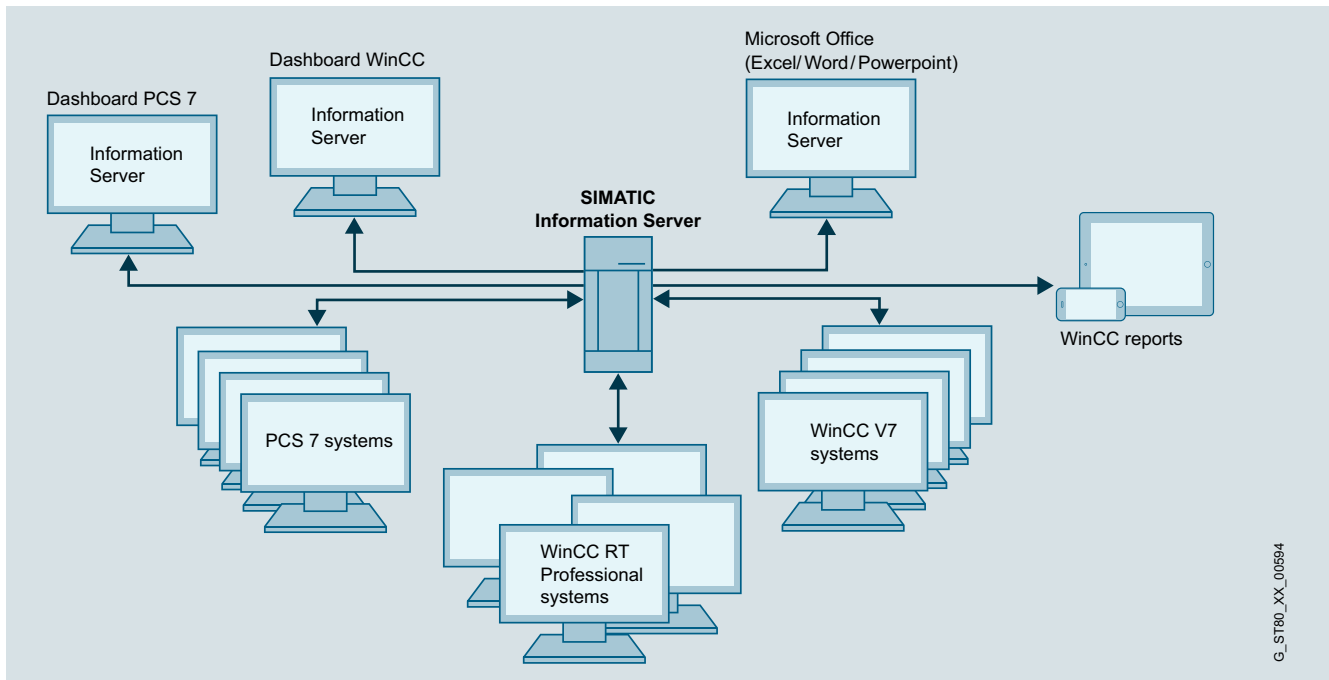 Microsoft Office
(Excel/Word/Powerpoint)
Dashboard WinCC
Dashboard PCS 7
Information
Server
Information
Server
Information
Server
SIMATIC
Information Server
WinCC reports
PCS 7 systems
WinCC V7
systems
WinCC RT
Professional
systems
G_ST80_XX_00594